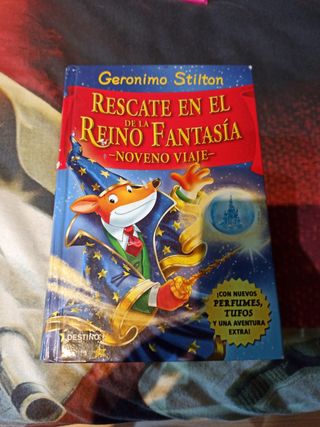 Geronimo Stilton
RESCATE EN EL
REINO DE LA FANTASÍA
–NOVENO VIAJE–
¡CON NUEVOS
PERFUMES,
TUFOS
Y UNA AVENTURA
EXTRA!
DESTINO